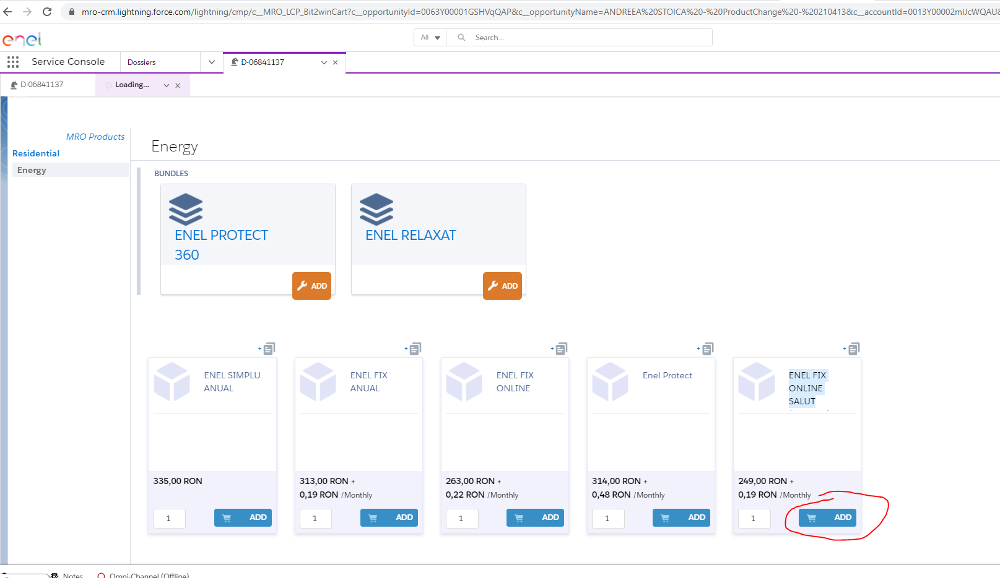 mro-crm.lightning.force.com/lightning/cmp/c__MRO_LCP_Bit2winCart?c__opportunityId=0063Y00001GSHVqQAP&c__opportunityName=ANDREEA%20STOICA%20-%20ProductChange%20-%20210413&c__accountId=0013Y00002mIJcWQAU&
enel
All Search...
Service Console Dossiers D-06841137
D-06841137 Loading...
MRO Products
Residential
Energy
Energy
BUNDLES
ENEL PROTECT
360
ADD
ENEL RELAXAT
ADD
ENEL SIMPLU
ANUAL
335,00 RON
1 ADD
ENEL FIX
ANUAL
313,00 RON +
0,19 RON /Monthly
1 ADD
ENEL FIX
ONLINE
263,00 RON +
0,22 RON /Monthly
1 ADD
Enel Protect
314,00 RON +
0,48 RON /Monthly
1 ADD
ENEL FIX
ONLINE
SALUT
249,00 RON +
0,19 RON /Monthly
1 ADD
Notes Omni-Channel (Offline)